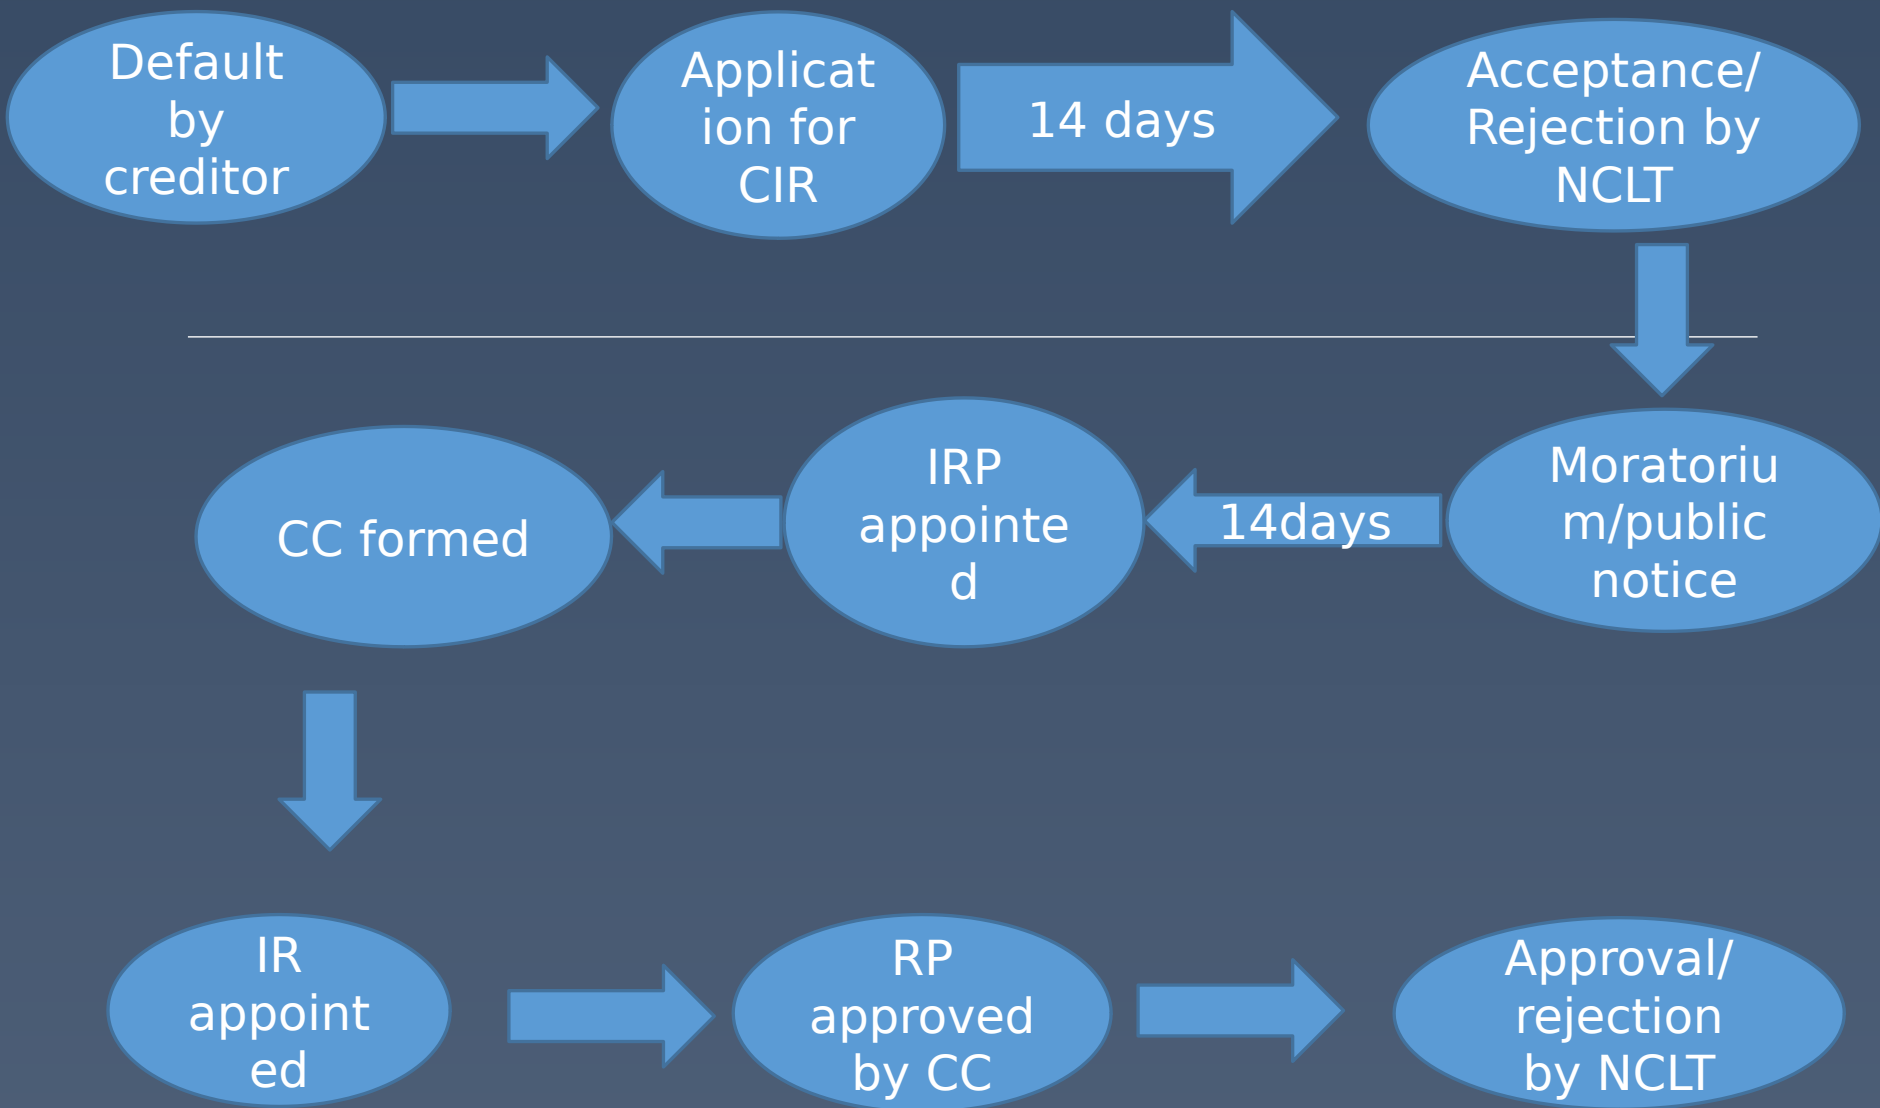 Default
by
creditor
Applicat
ion for
CIR
14 days
Acceptance/
Rejection by
NCLT
Moratoriu
m/public
notice
14days
IRP
appointe
d
CC formed
IR
appoint
ed
RP
approved
by CC
Approval/
rejection
by NCLT